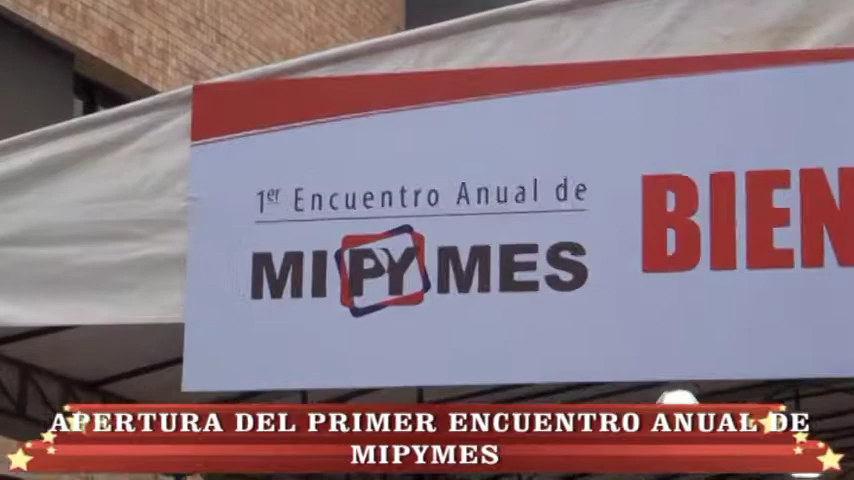 1er Encuentro Anual de
MIPYMES
BIEN
APERTURA DEL PRIMER ENCUENTRO ANUAL DE
MIPYMES